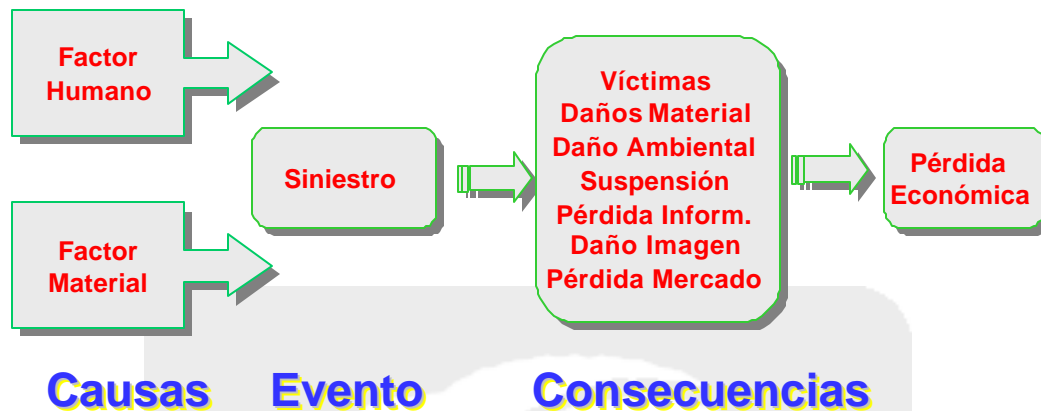 Factor
Humano
Factor
Material
Siniestro
Víctimas
Daños Material
Daño Ambiental
Suspensión
Pérdida Inform.
Daño Imagen
Pérdida Mercado
Pérdida
Económica
Causas
Evento
Consecuencias